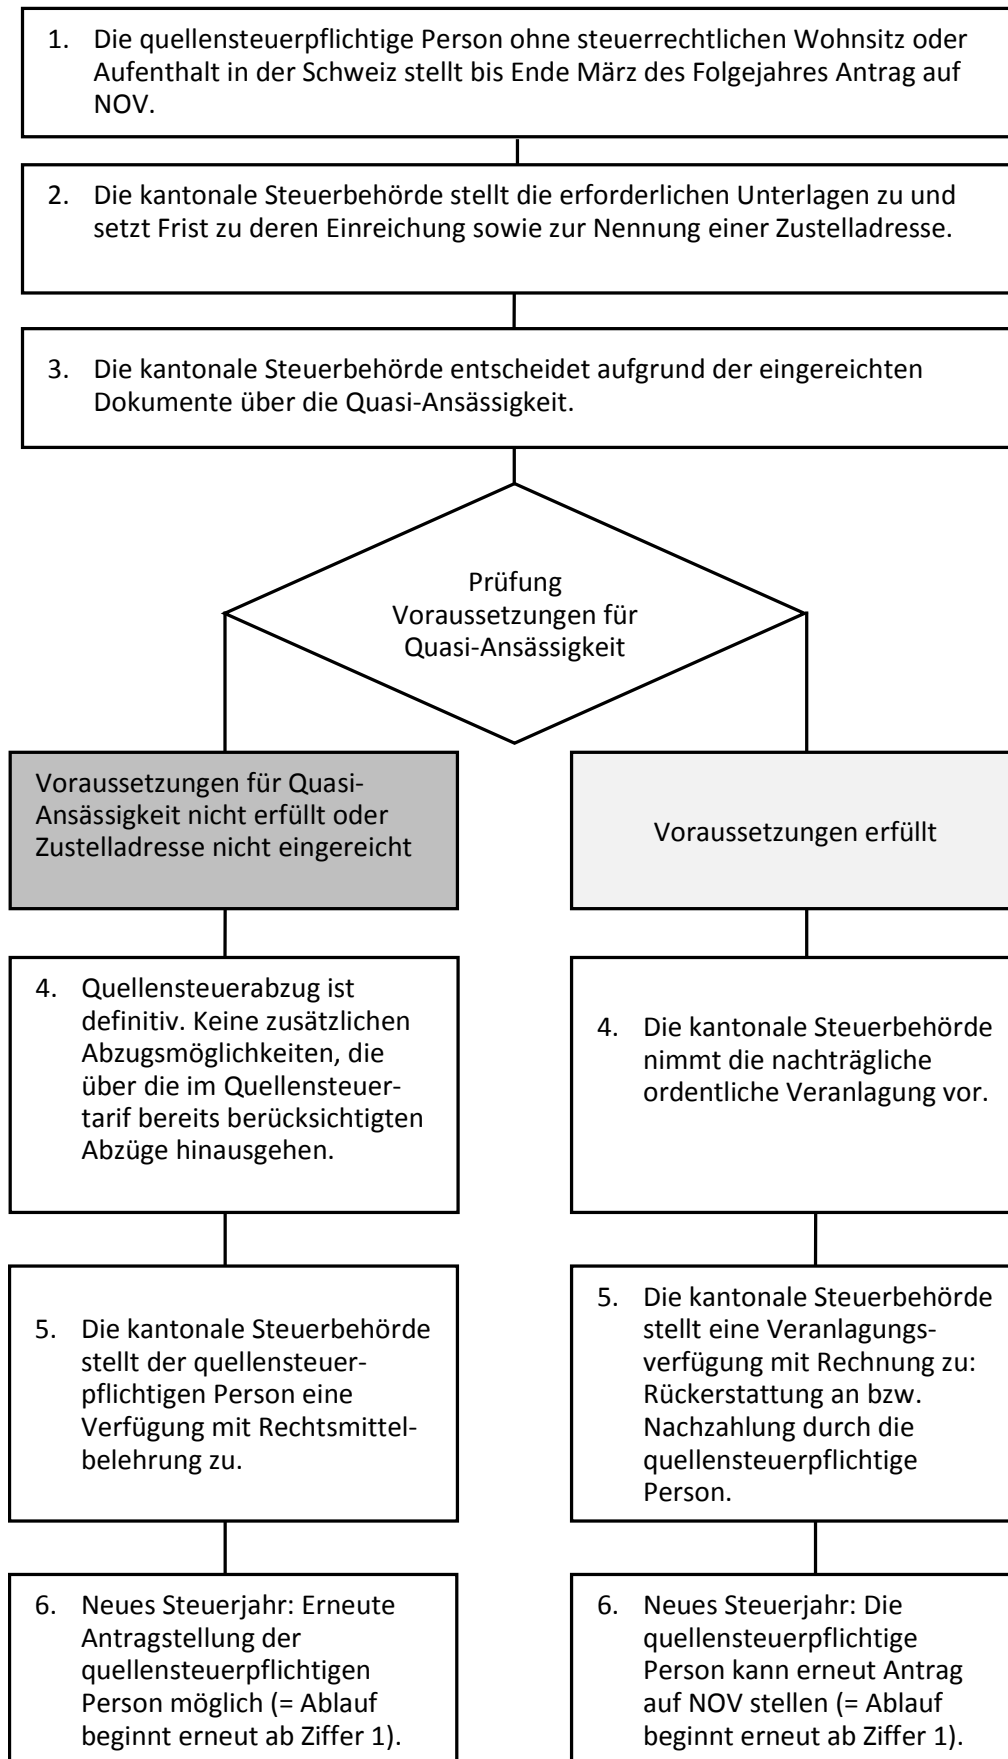 1. Die quellensteuerpflichtige Person ohne steuerrechtlichen Wohnsitz oder
Aufenthalt in der Schweiz stellt bis Ende März des Folgejahres Antrag auf
NOV.
2. Die kantonale Steuerbehörde stellt die erforderlichen Unterlagen zu und
setzt Frist zu deren Einreichung sowie zur Nennung einer Zustelladresse.
3. Die kantonale Steuerbehörde entscheidet aufgrund der eingereichten
Dokumente über die Quasi-Ansässigkeit.
Prüfung
Voraussetzungen für
Quasi-Ansässigkeit
Voraussetzungen für Quasi-
Ansässigkeit nicht erfüllt oder
Zustelladresse nicht eingereicht
Voraussetzungen erfüllt
4. Quellensteuerabzug ist
definitiv. Keine zusätzlichen
Abzugsmöglichkeiten, die
über die im Quellensteuer-
tarif bereits berücksichtigten
Abzüge hinausgehen.
4. Die kantonale Steuerbehörde
nimmt die nachträgliche
ordentliche Veranlagung vor.
5. Die kantonale Steuerbehörde
stellt der quellensteuer-
pflichtigen Person eine
Verfügung mit Rechtsmittel-
belehrung zu.
5. Die kantonale Steuerbehörde
stellt eine Veranlagungs-
verfügung mit Rechnung zu:
Rückerstattung an bzw.
Nachzahlung durch die
quellensteuerpflichtige
Person.
6. Neues Steuerjahr: Erneute
Antragstellung der
quellensteuerpflichtigen
Person möglich (= Ablauf
beginnt erneut ab Ziffer 1).
6. Neues Steuerjahr: Die
quellensteuerpflichtige
Person kann erneut Antrag
auf NOV stellen (= Ablauf
beginnt erneut ab Ziffer 1).